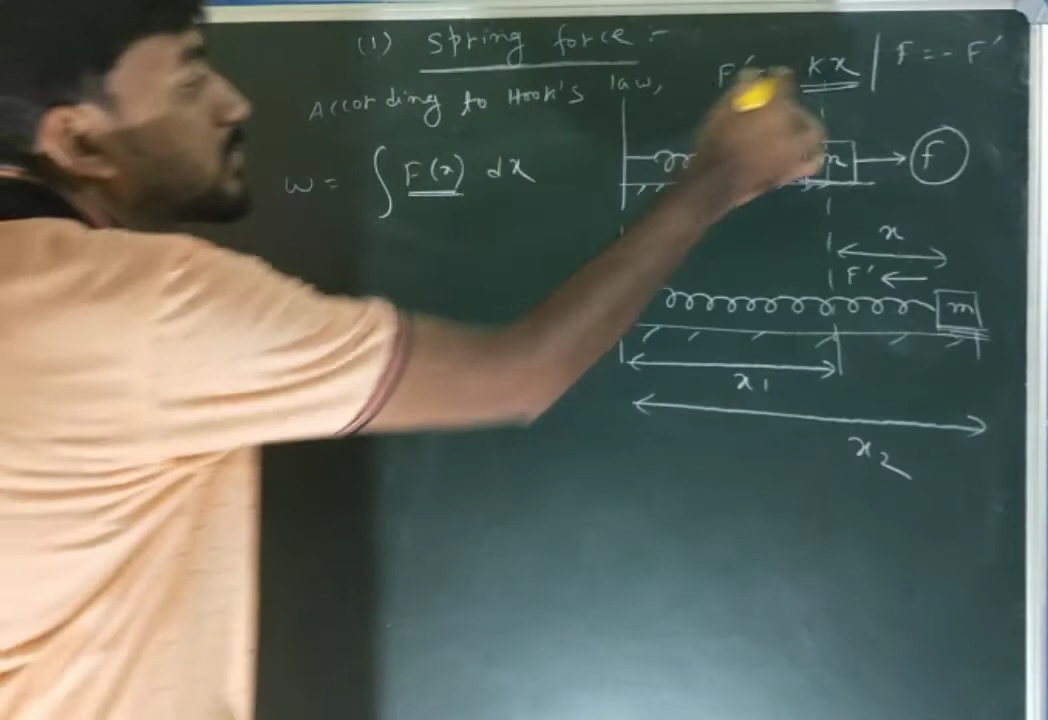 (1) Spring force :-
According to Hook's law,
F' Kx | F = - F'
w = ∫ F(x) dx
m F
x
F'
m
x1
x2